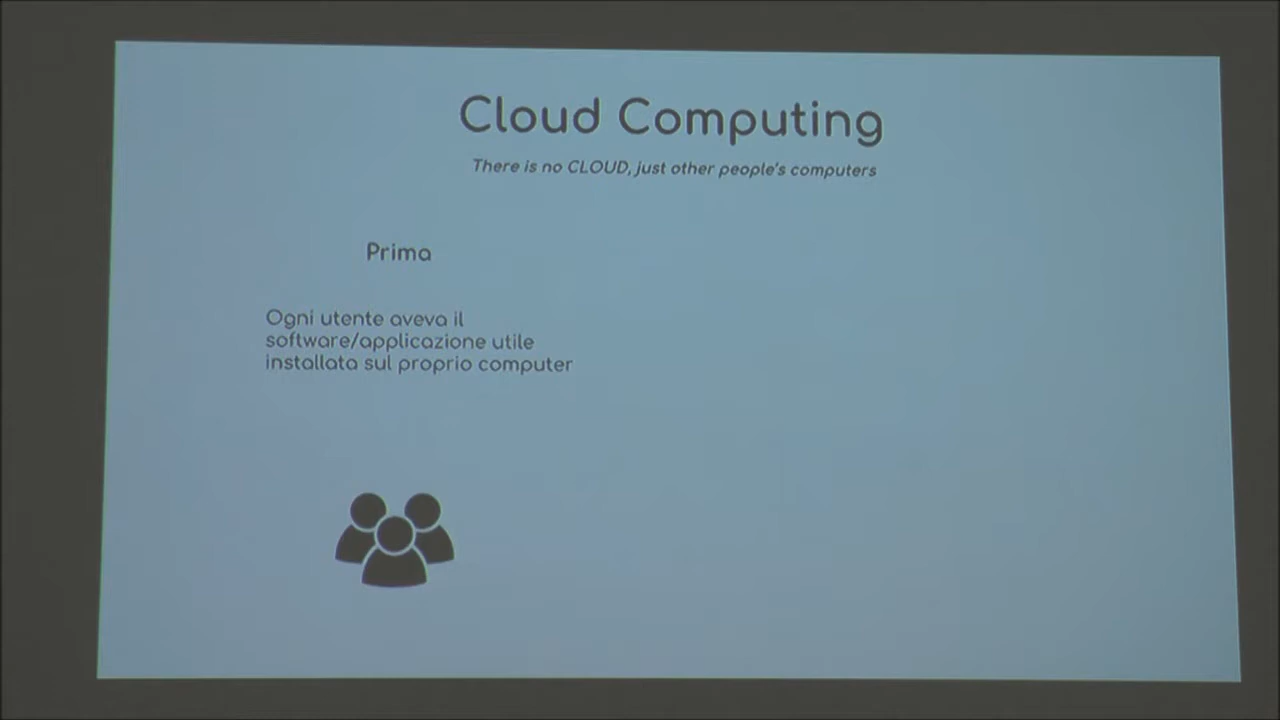 Cloud Computing
There is no CLOUD, just other people's computers
Prima
Ogni utente aveva il
software/applicazione utile
installata sul proprio computer